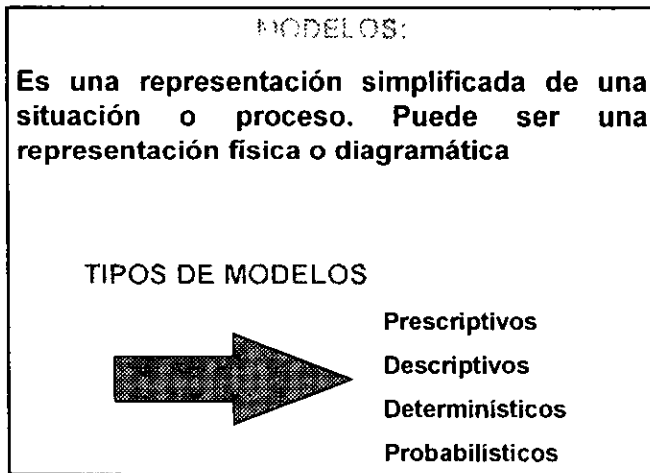 MODELOS:
Es una representación simplificada de una
situación o proceso. Puede ser una
representación física o diagramática
TIPOS DE MODELOS
Prescriptivos
Descriptivos
Determinísticos
Probabilísticos